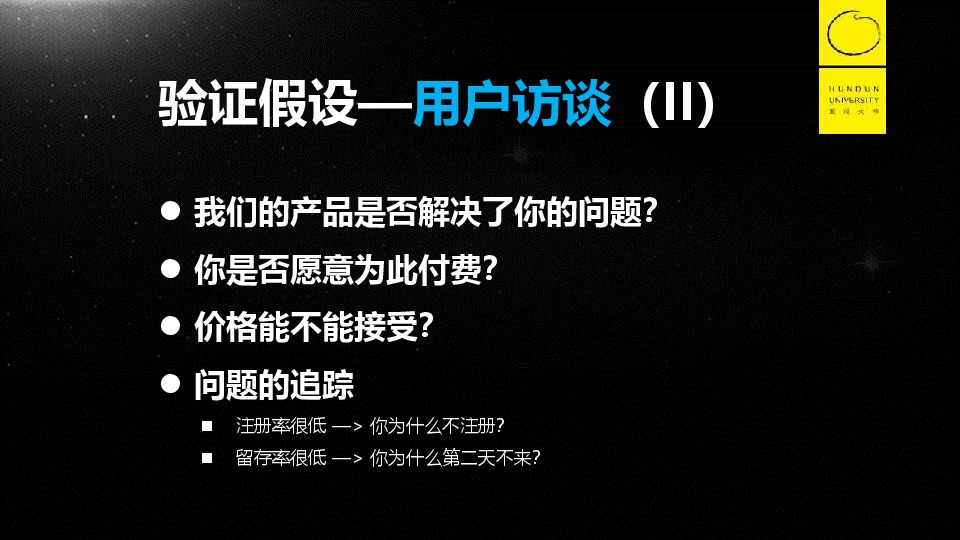 验证假设—用户访谈（II）
HUNDUN
UNIVERSITY
混沌大学
● 我们的产品是否解决了你的问题？
● 你是否愿意为此付费？
● 价格能不能接受？
● 问题的追踪
■ 注册率很低 —> 你为什么不注册？
■ 留存率很低 —> 你为什么第二天不来？